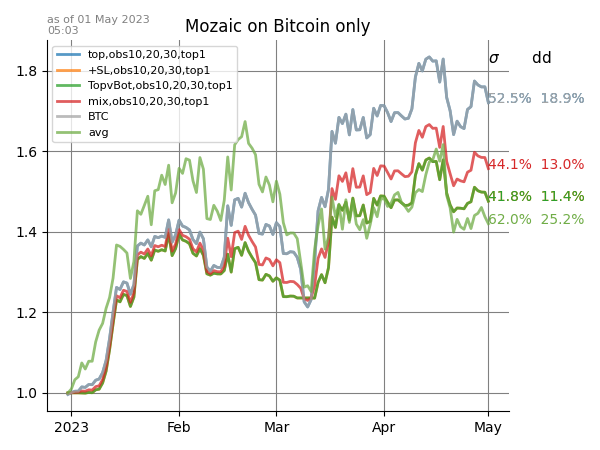 as of 01 May 2023
05:03
Mozaic on Bitcoin only
top,obs10,20,30,top1
+SL,obs10,20,30,top1
TopvBot,obs10,20,30,top1
mix,obs10,20,30,top1
BTC
avg
σ dd
52.5% 18.9%
44.1% 13.0%
41.8% 11.4%
62.0% 25.2%
1.8
1.6
1.4
1.2
1.0
2023 Feb Mar Apr May